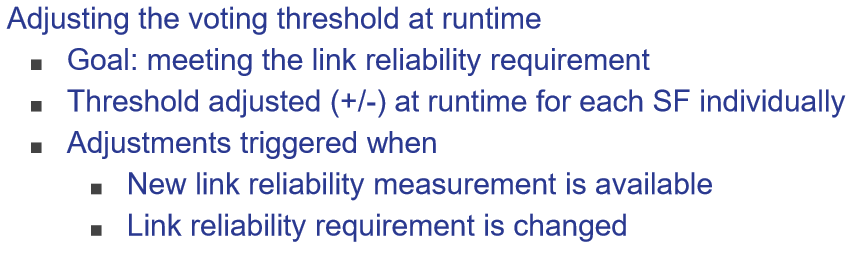 Adjusting the voting threshold at runtime
Goal: meeting the link reliability requirement
Threshold adjusted (+/-) at runtime for each SF individually
Adjustments triggered when
New link reliability measurement is available
Link reliability requirement is changed